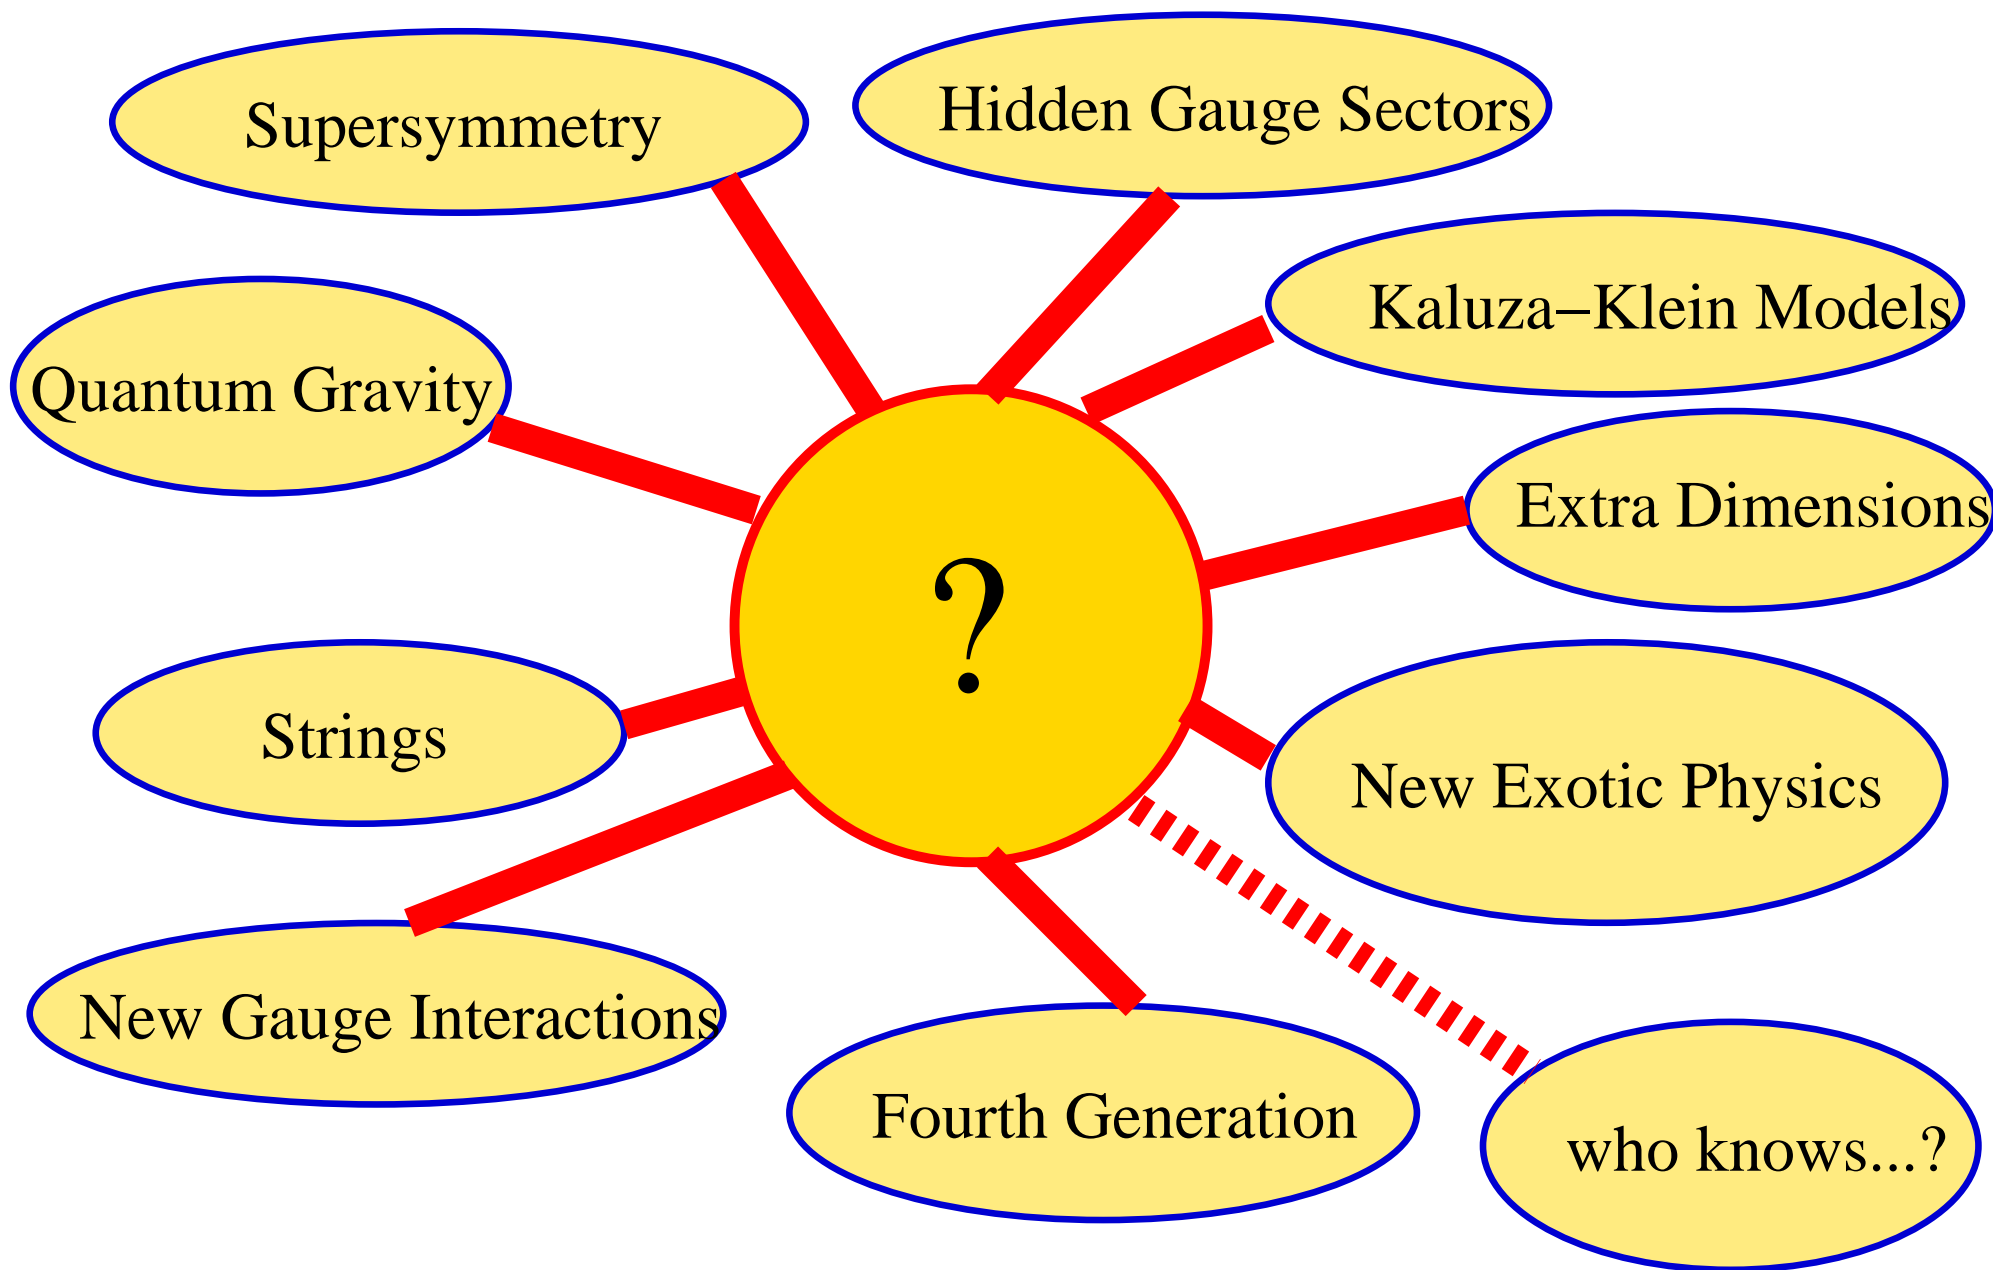 Supersymmetry
Hidden Gauge Sectors
Kaluza–Klein Models
Quantum Gravity
Extra Dimensions
?
Strings
New Exotic Physics
New Gauge Interactions
Fourth Generation
who knows...?